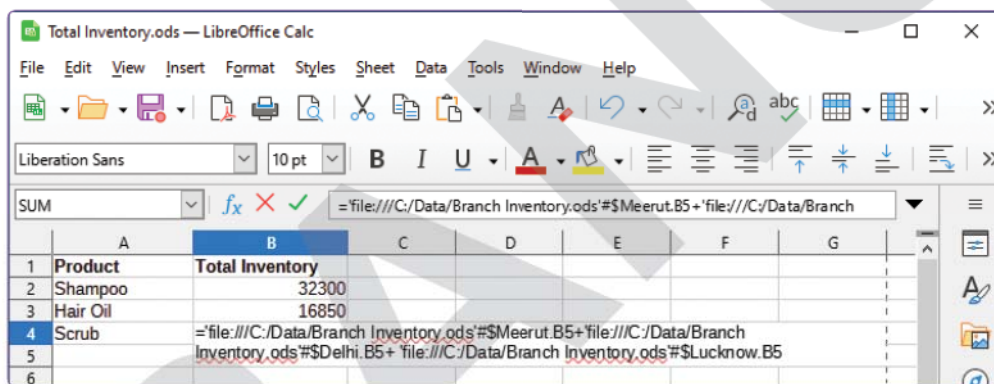 Total Inventory.ods — LibreOffice Calc
File Edit View Insert Format Styles Sheet Data Tools Window Help
Liberation Sans 10 pt B I U A
SUM fx ='file:///C:/Data/Branch Inventory.ods'#$Meerut.B5+'file:///C:/Data/Branch
A B C D E F G
1 Product Total Inventory
2 Shampoo 32300
3 Hair Oil 16850
4 Scrub ='file:///C:/Data/Branch Inventory.ods'#$Meerut.B5+'file:///C:/Data/Branch
5 Inventory.ods'#$Delhi.B5+ 'file:///C:/Data/Branch Inventory.ods'#$Lucknow.B5
6